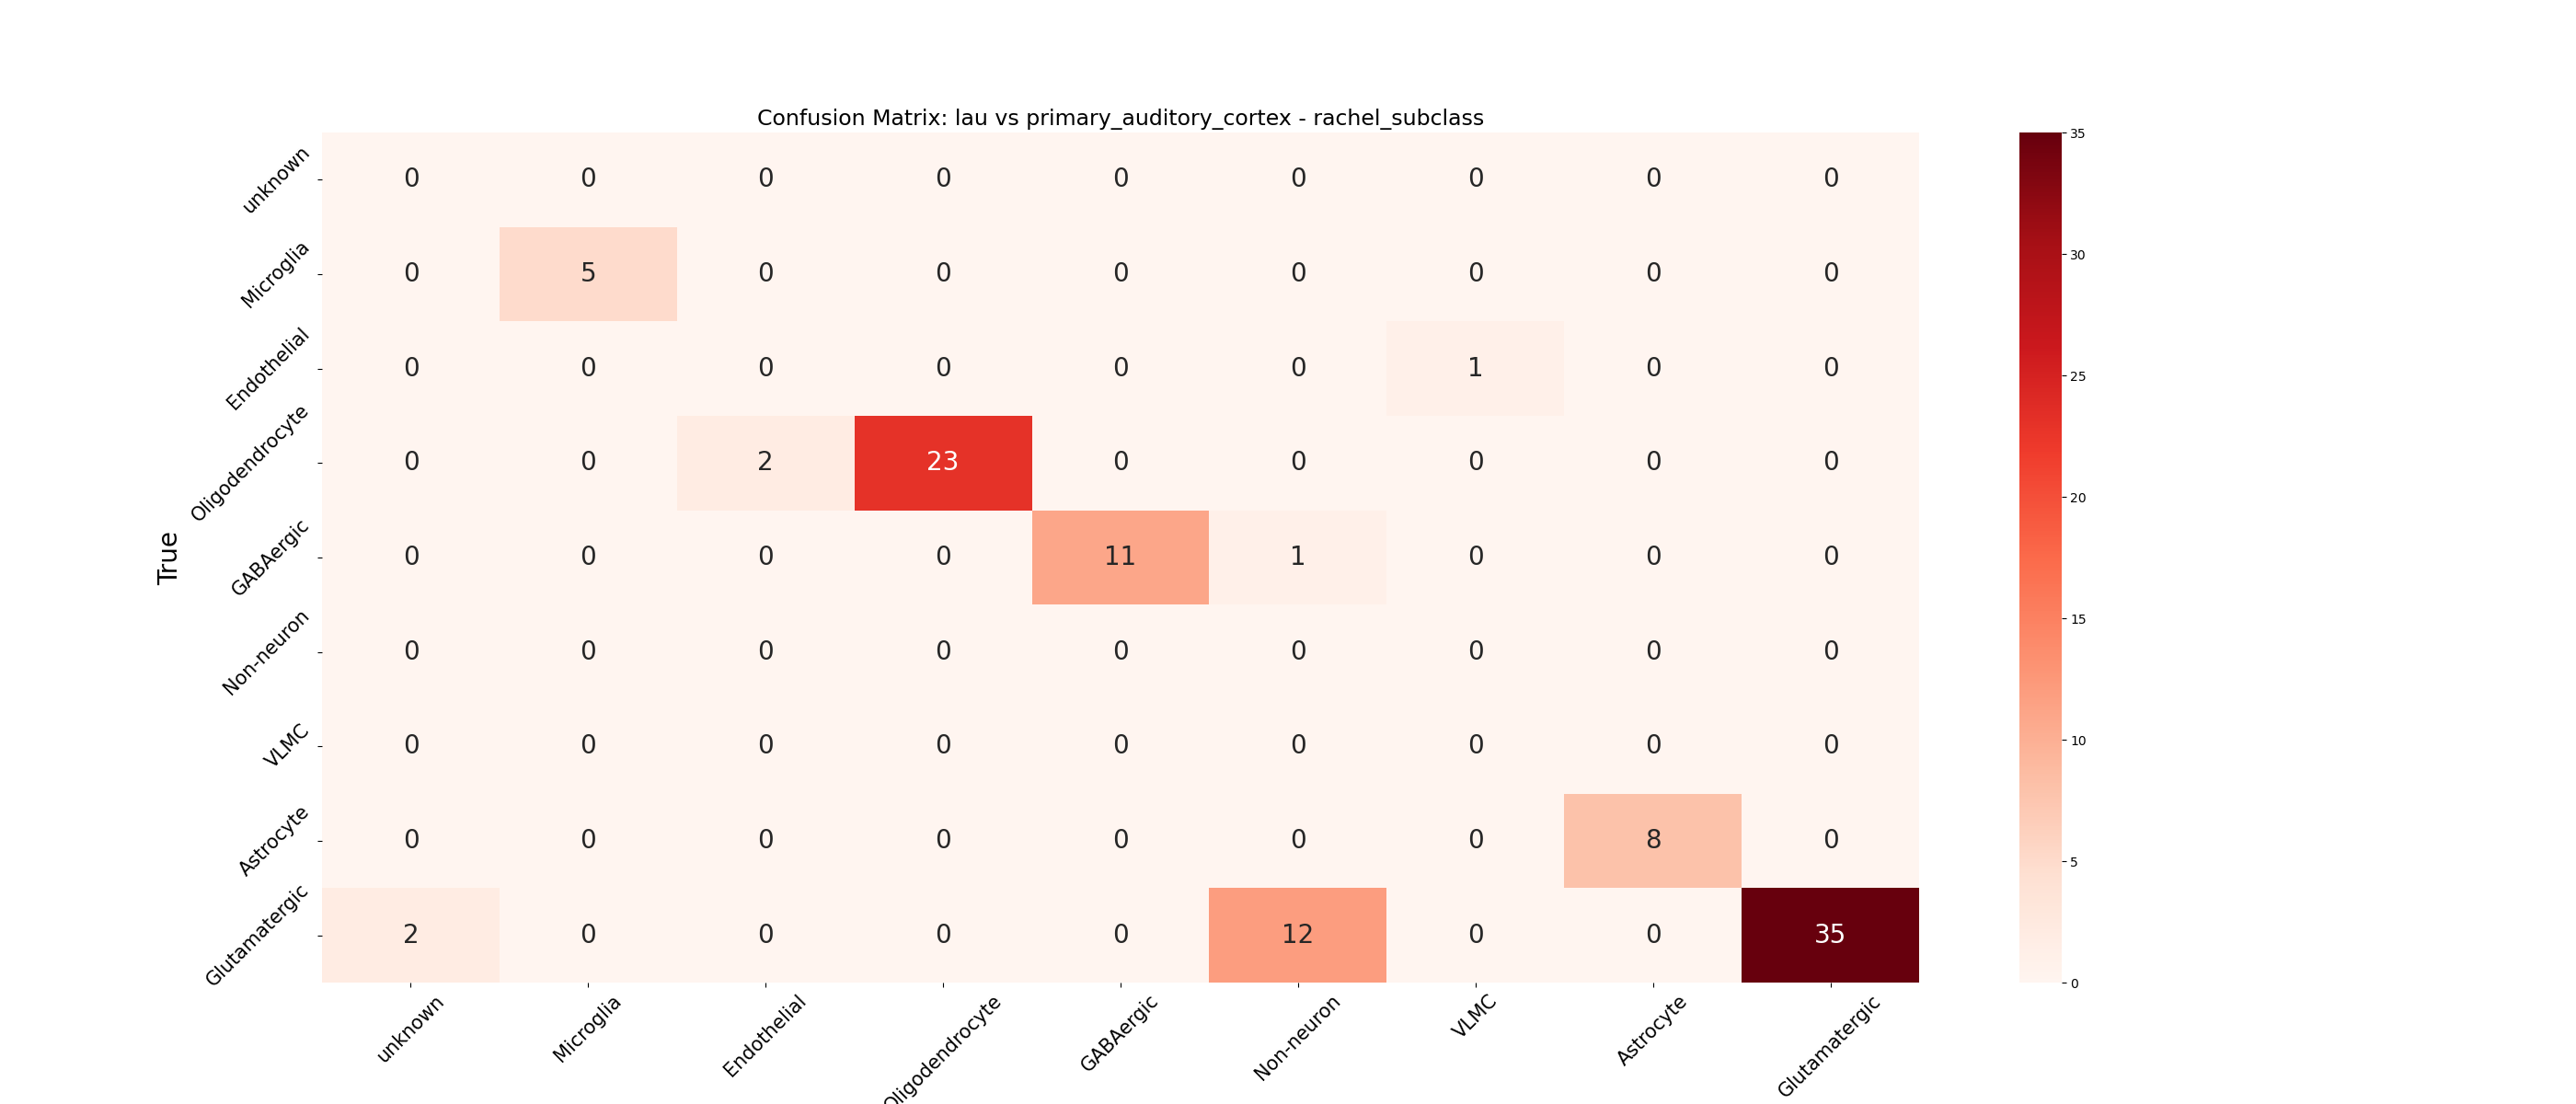 Confusion Matrix: lau vs primary_auditory_cortex - rachel_subclass
True
unknown 0 0 0 0 0 0 0 0 0
Microglia 0 5 0 0 0 0 0 0 0
Endothelial 0 0 0 0 0 0 1 0 0
Oligodendrocyte 0 0 2 23 0 0 0 0 0
GABAergic 0 0 0 0 11 1 0 0 0
Non-neuron 0 0 0 0 0 0 0 0 0
VLMC 0 0 0 0 0 0 0 0 0
Astrocyte 0 0 0 0 0 0 0 8 0
Glutamatergic 2 0 0 0 0 12 0 0 35
unknown Microglia Endothelial Oligodendrocyte GABAergic Non-neuron VLMC Astrocyte Glutamatergic
35
30
25
20
15
10
5
0